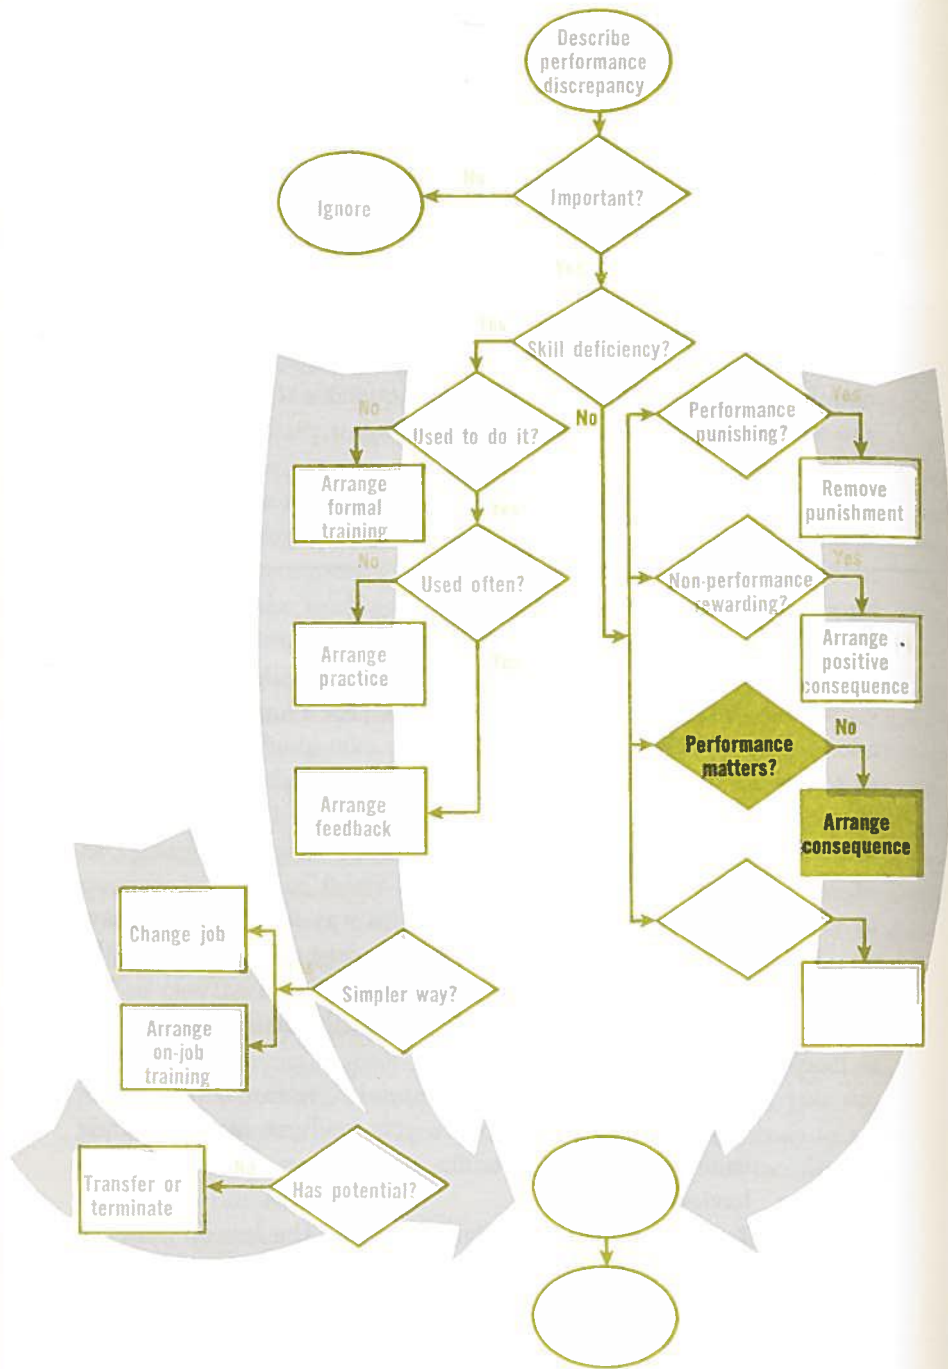 Describe
performance
discrepancy
No
Important?
Ignore
Yes
Yes
Skill deficiency?
No
Used to do it?
No
Performance
punishing?
Yes
Arrange
formal
training
Remove
punishment
Yes
No
Used often?
Non-performance
rewarding?
Yes
Arrange
practice
Yes
Arrange
positive
consequence
Performance
matters?
No
Arrange
feedback
Arrange
consequence
Change job
Simpler way?
Arrange
on-job
training
Transfer or
terminate
No
Has potential?